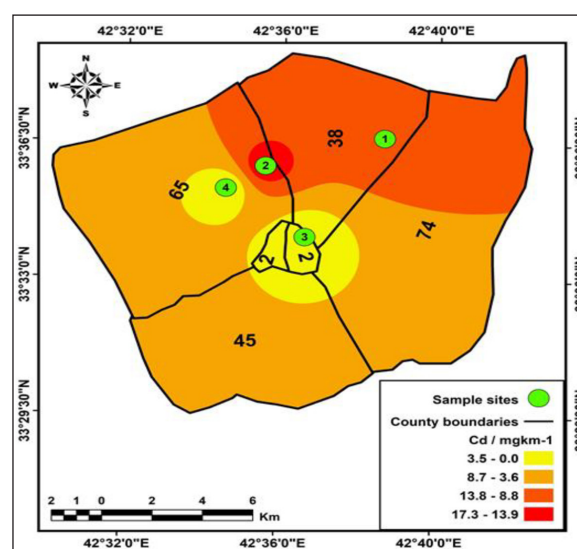 42°32'0"E 42°36'0"E 42°40'0"E
N
W E
S
33°36'0"N
33°33'0"N
33°29'0"N
1
38
2
4
65
3
74
2
2
45
Sample sites
County boundaries
Cd / mgkm-1
3.5 - 0.0
8.7 - 3.6
13.8 - 8.8
17.3 - 13.9
2 1 0 2 4 6
Km
42°32'0"E 42°36'0"E 42°40'0"E